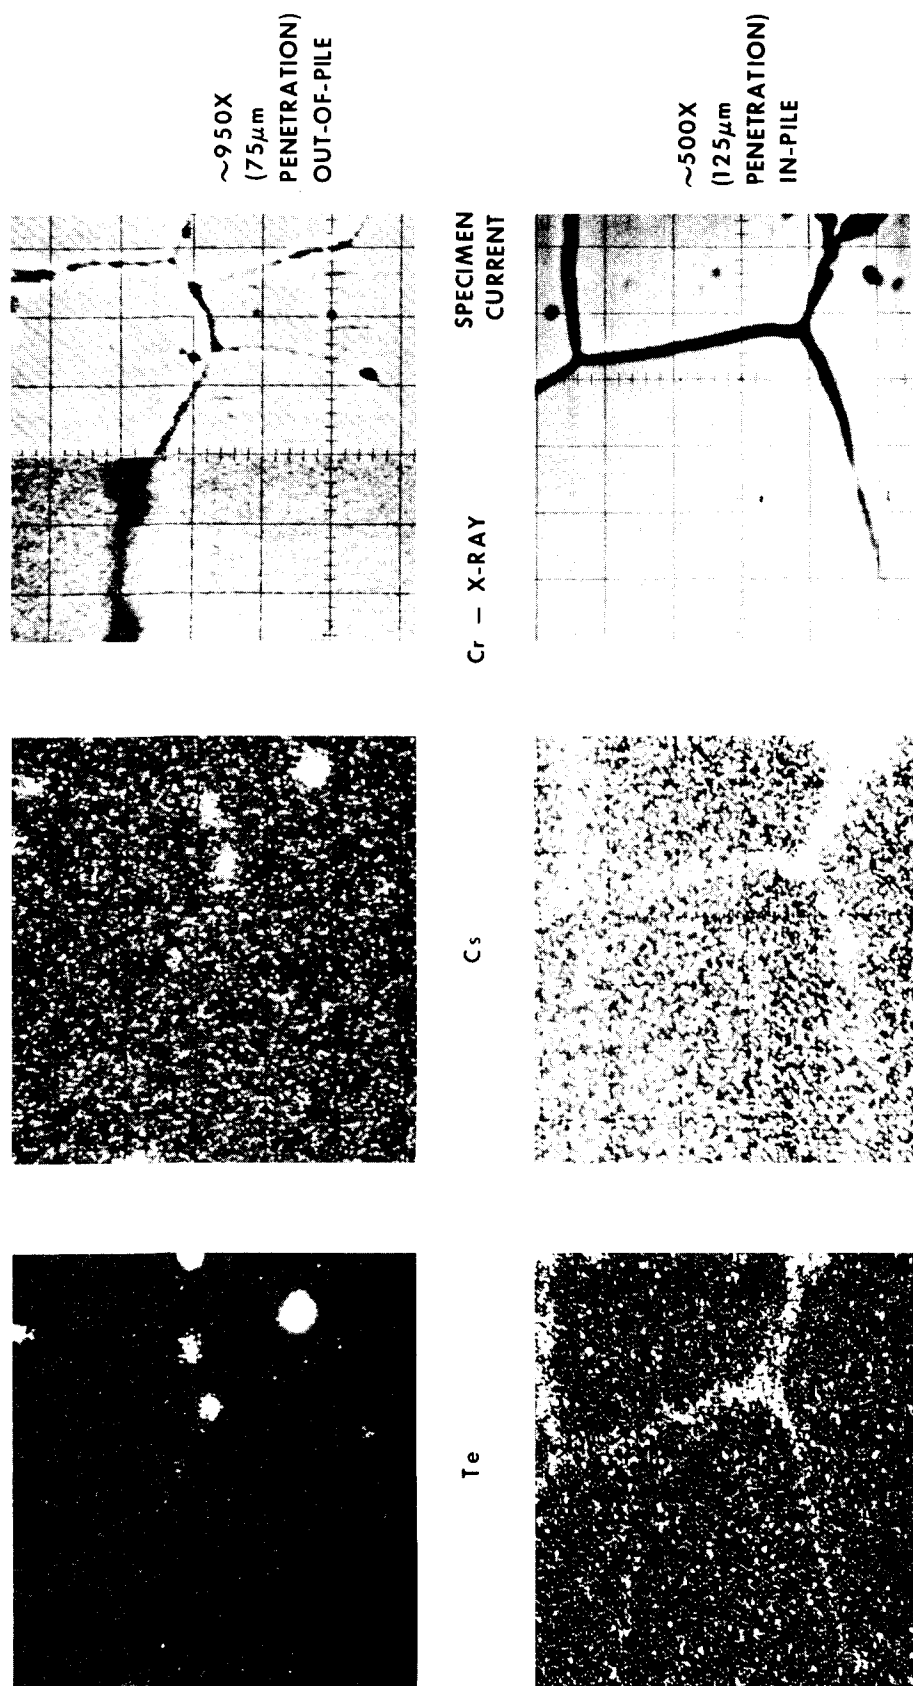 ~950X
(75μm
PENETRATION)
OUT-OF-PILE
SPECIMEN
CURRENT
Cr – X-RAY
Cs
Te
~500X
(125μm
PENETRATION)
IN-PILE